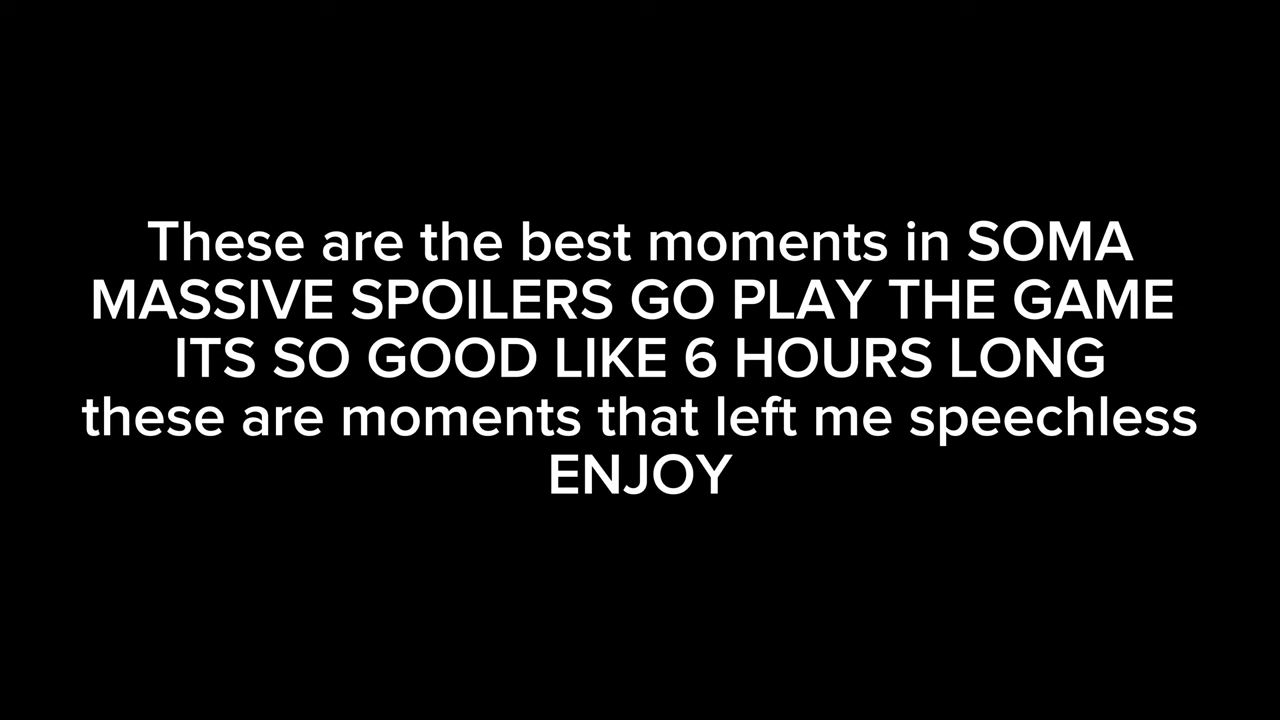 These are the best moments in SOMA
MASSIVE SPOILERS GO PLAY THE GAME
ITS SO GOOD LIKE 6 HOURS LONG
these are moments that left me speechless
ENJOY